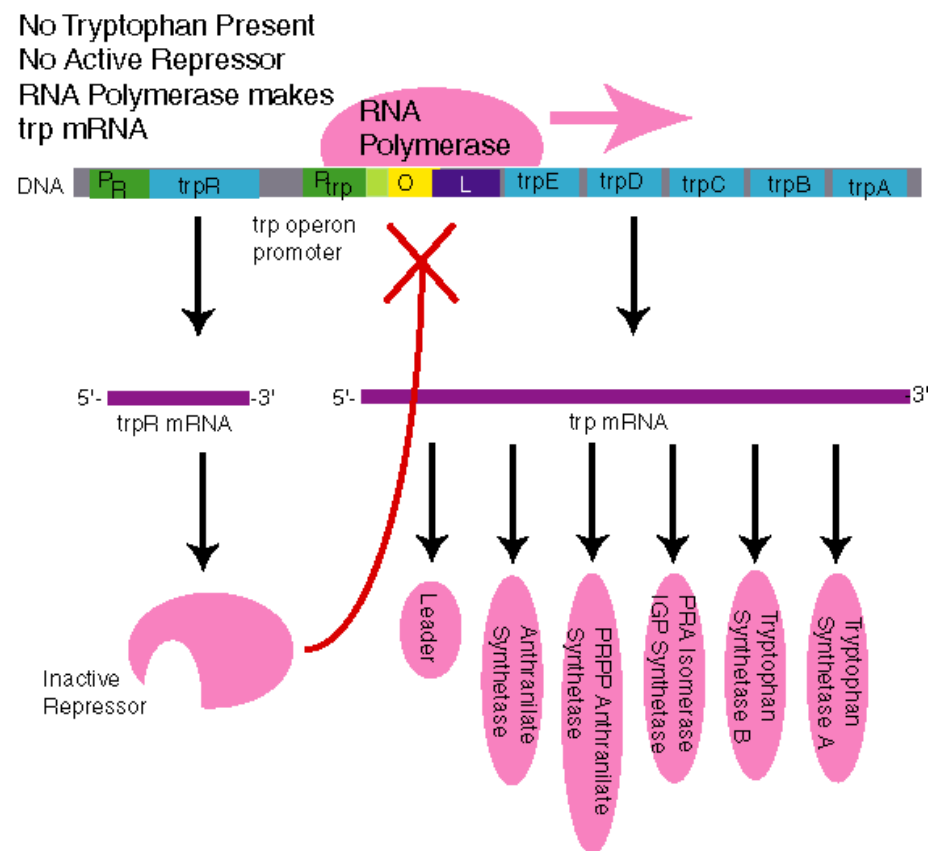 No Tryptophan Present
No Active Repressor
RNA Polymerase makes
trp mRNA
RNA
Polymerase
DNA
PR
trpR
Ptrp
O
L
trpE
trpD
trpC
trpB
trpA
trp operon
promoter
5'-
-3'
trpR mRNA
5'-
-3'
trp mRNA
Inactive
Repressor
Leader
Anthranilate
Synthetase
PRPP Anthranilate
Synthetase
PRA Isomerase
IGP Synthetase
Tryptophan
Synthetase B
Tryptophan
Synthetase A